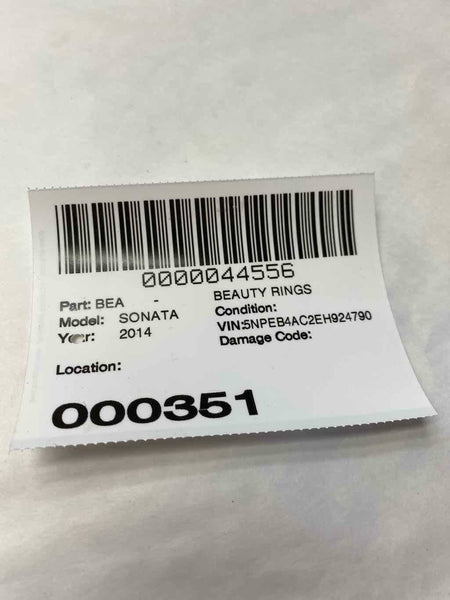 0000044556
Part: BEA - BEAUTY RINGS
Model: SONATA Condition:
Year: 2014 VIN:5NPEB4AC2EH924790
Damage Code:
Location:
000351